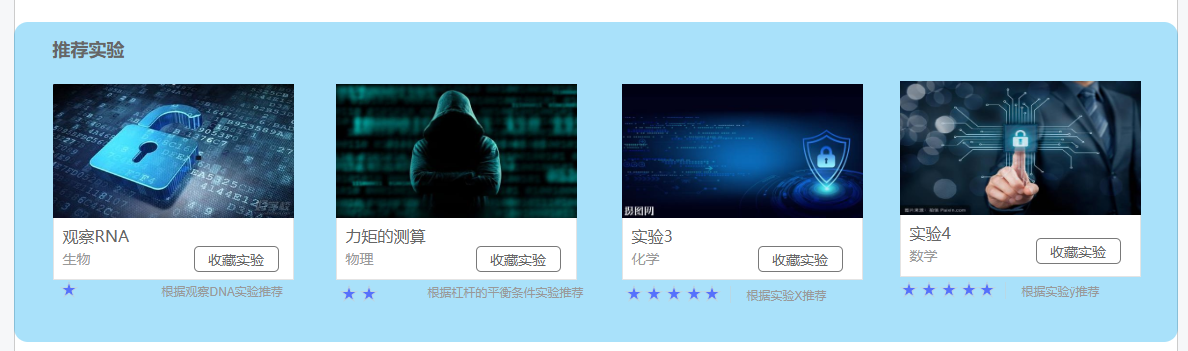 推荐实验
观察RNA
生物
收藏实验
根据观察DNA实验推荐
力矩的测算
物理
收藏实验
根据杠杆的平衡条件实验推荐
摄图网
实验3
化学
收藏实验
根据实验X推荐
实验4
数学
收藏实验
根据实验ÿ推荐